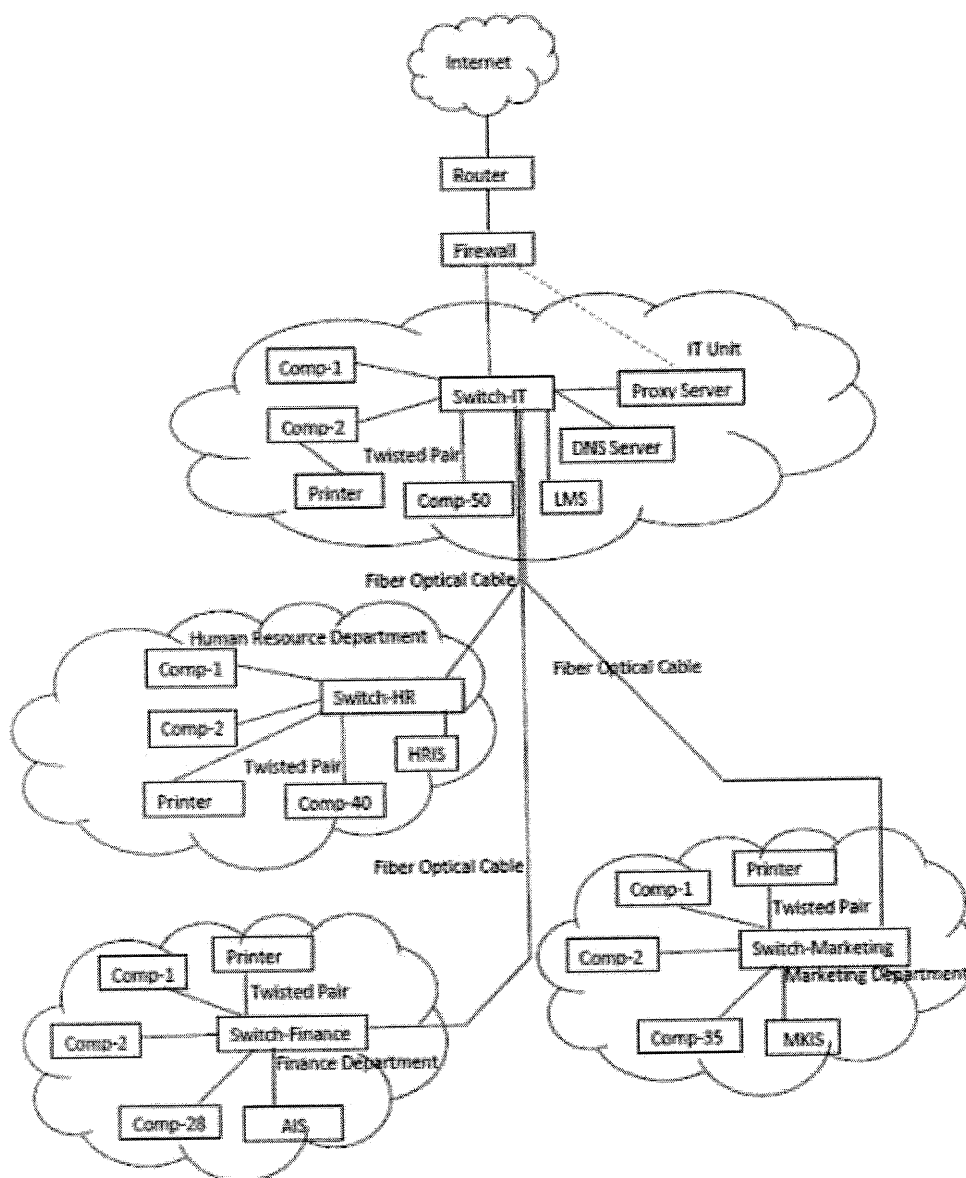 Internet
Router
Firewall
IT Unit
Comp-1
Switch-IT
Proxy Server
Comp-2
DNS Server
Twisted Pair
Printer
Comp-50
LMS
Fiber Optical Cable
Human Resource Department
Comp-1
Fiber Optical Cable
Switch-HR
Comp-2
HRIS
Twisted Pair
Printer
Comp-40
Fiber Optical Cable
Printer
Comp-1
Twisted Pair
Switch-Marketing
Comp-2
Marketing Department
Comp-35
MKIS
Printer
Comp-1
Twisted Pair
Switch-Finance
Comp-2
Finance Department
Comp-28
AIS